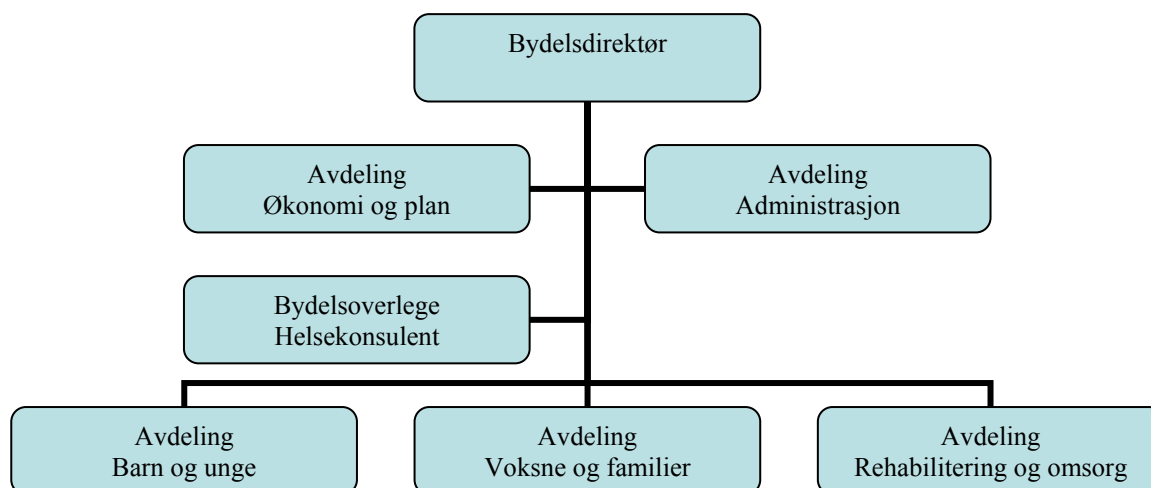 Bydelsdirektør
Avdeling
Økonomi og plan
Avdeling
Administrasjon
Bydelsoverlege
Helsekonsulent
Avdeling
Barn og unge
Avdeling
Voksne og familier
Avdeling
Rehabilitering og omsorg